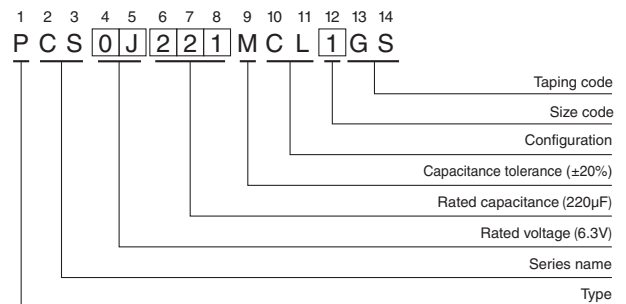 1 2 3 4 5 6 7 8 9 10 11 12 13 14
P C S 0 J 2 2 1 M C L 1 G S
Taping code
Size code
Configuration
Capacitance tolerance (±20%)
Rated capacitance (220µF)
Rated voltage (6.3V)
Series name
Type